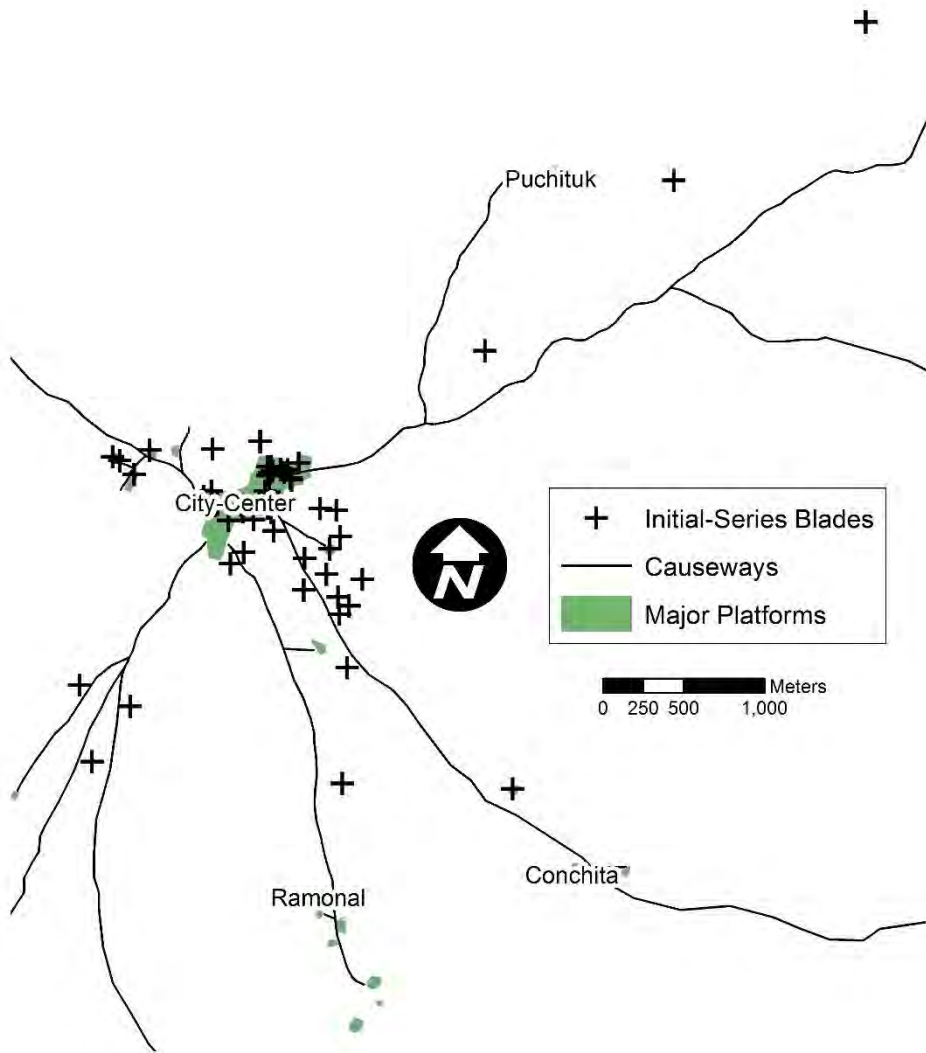 Puchituk
City-Center
N
Initial-Series Blades
Causeways
Major Platforms
Meters
0 250 500 1,000
Conchita
Ramonal